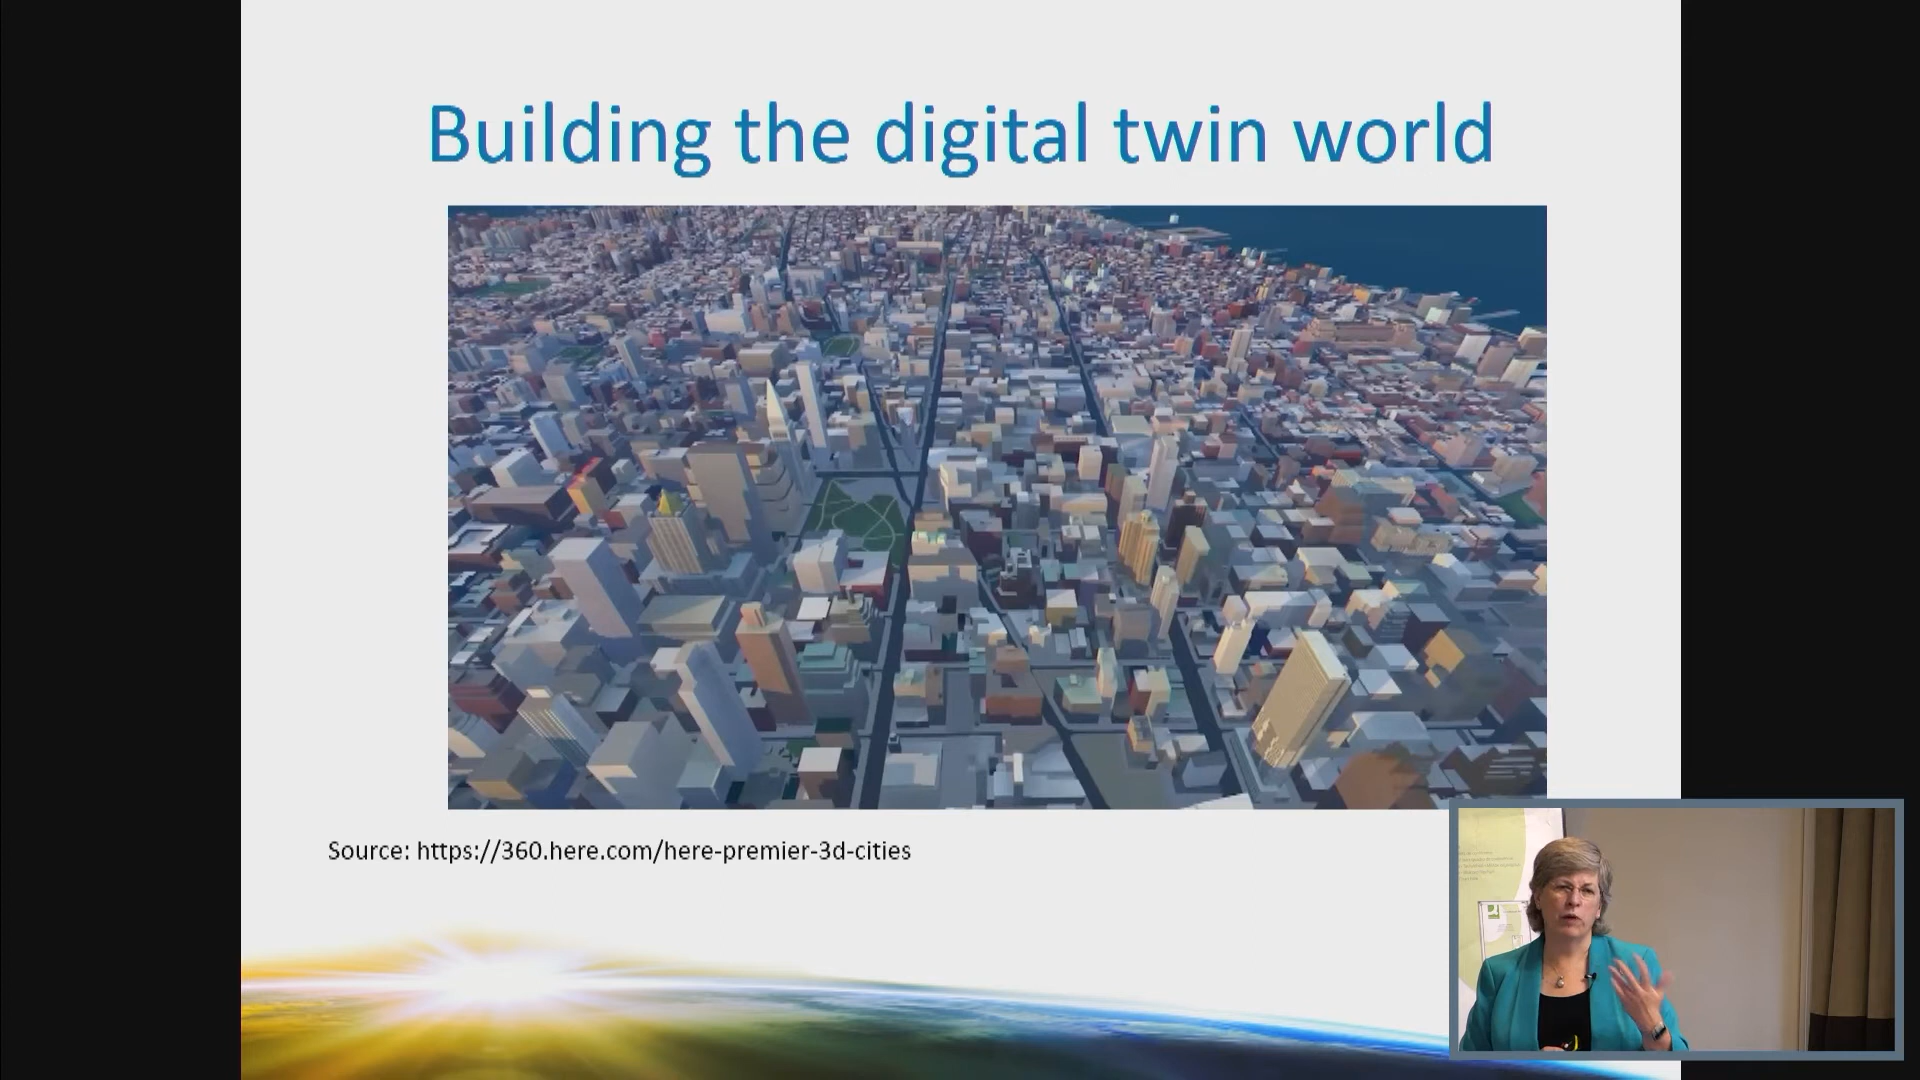 Building the digital twin world
Source: https://360.here.com/here-premier-3d-cities